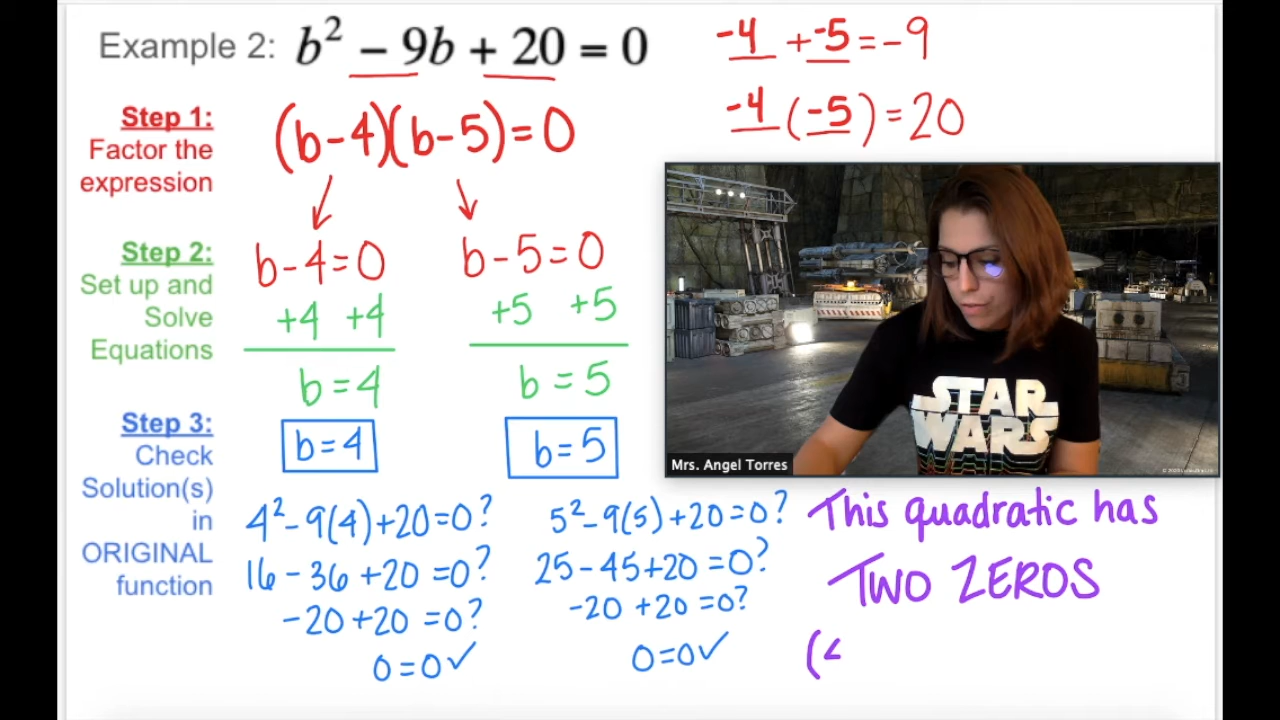 Example 2: b² − 9b + 20 = 0
-4 + -5 = -9
-4 (-5) = 20
Step 1:
Factor the
expression
(b-4)(b-5)=0
Step 2:
Set up and
Solve
Equations
b-4=0
+4 +4
b=4
b-5=0
+5 +5
b=5
Step 3:
Check
Solution(s)
in
ORIGINAL
function
b=4
4²-9(4)+20=0?
16-36+20=0?
-20+20=0?
0=0✓
b=5
5²-9(5)+20=0?
25-45+20=0?
-20+20=0?
0=0✓
STAR
WARS
Mrs. Angel Torres
This quadratic has
TWO ZEROS
(4